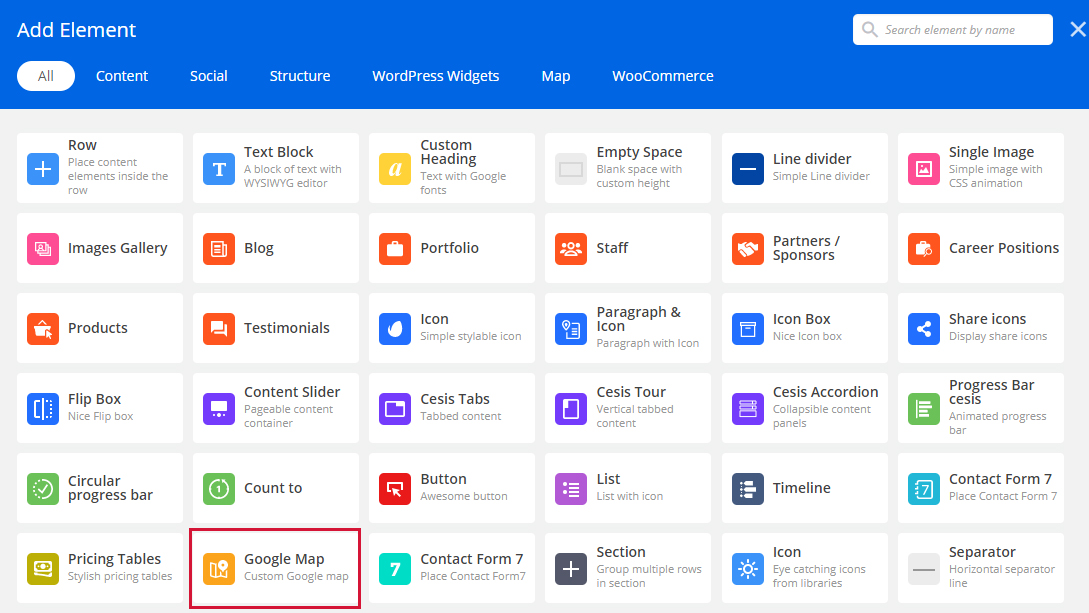 Add Element
Search element by name
All Content Social Structure WordPress Widgets Map WooCommerce
Row
Place content
elements inside the
row
Text Block
A block of text with
WYSIWYG editor
Custom
Heading
Text with Google
fonts
Empty Space
Blank space with
custom height
Line divider
Simple Line divider
Single Image
Simple image with
CSS animation
Images Gallery
Blog
Portfolio
Staff
Partners /
Sponsors
Career Positions
Products
Testimonials
Icon
Simple stylable icon
Paragraph &
Icon
Paragraph with Icon
Icon Box
Nice Icon box
Share icons
Display share icons
Flip Box
Nice Flip box
Content Slider
Pageable content
container
Cesis Tabs
Tabbed content
Cesis Tour
Vertical tabbed
content
Cesis Accordion
Collapsible content
panels
Progress Bar
cesis
Animated progress
bar
Circular
progress bar
Count to
Button
Awesome button
List
List with icon
Timeline
Contact Form 7
Place Contact Form 7
Pricing Tables
Stylish pricing tables
Google Map
Custom Google map
Contact Form 7
Place Contact Form7
Section
Group multiple rows
in section
Icon
Eye catching icons
from libraries
Separator
Horizontal separator
line